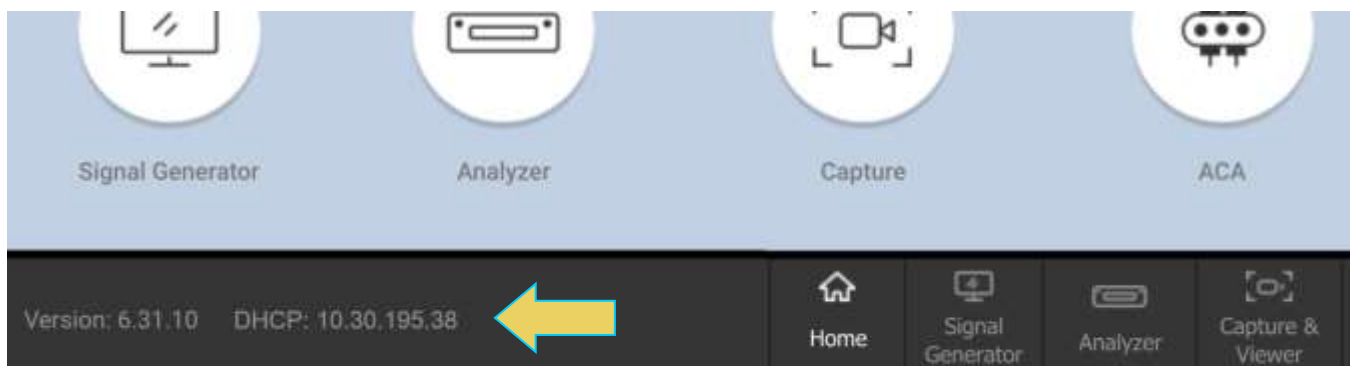 Signal Generator
Analyzer
Capture
ACA
Version: 6.31.10 DHCP: 10.30.195.38
Home
Signal
Generator
Analyzer
Capture &
Viewer